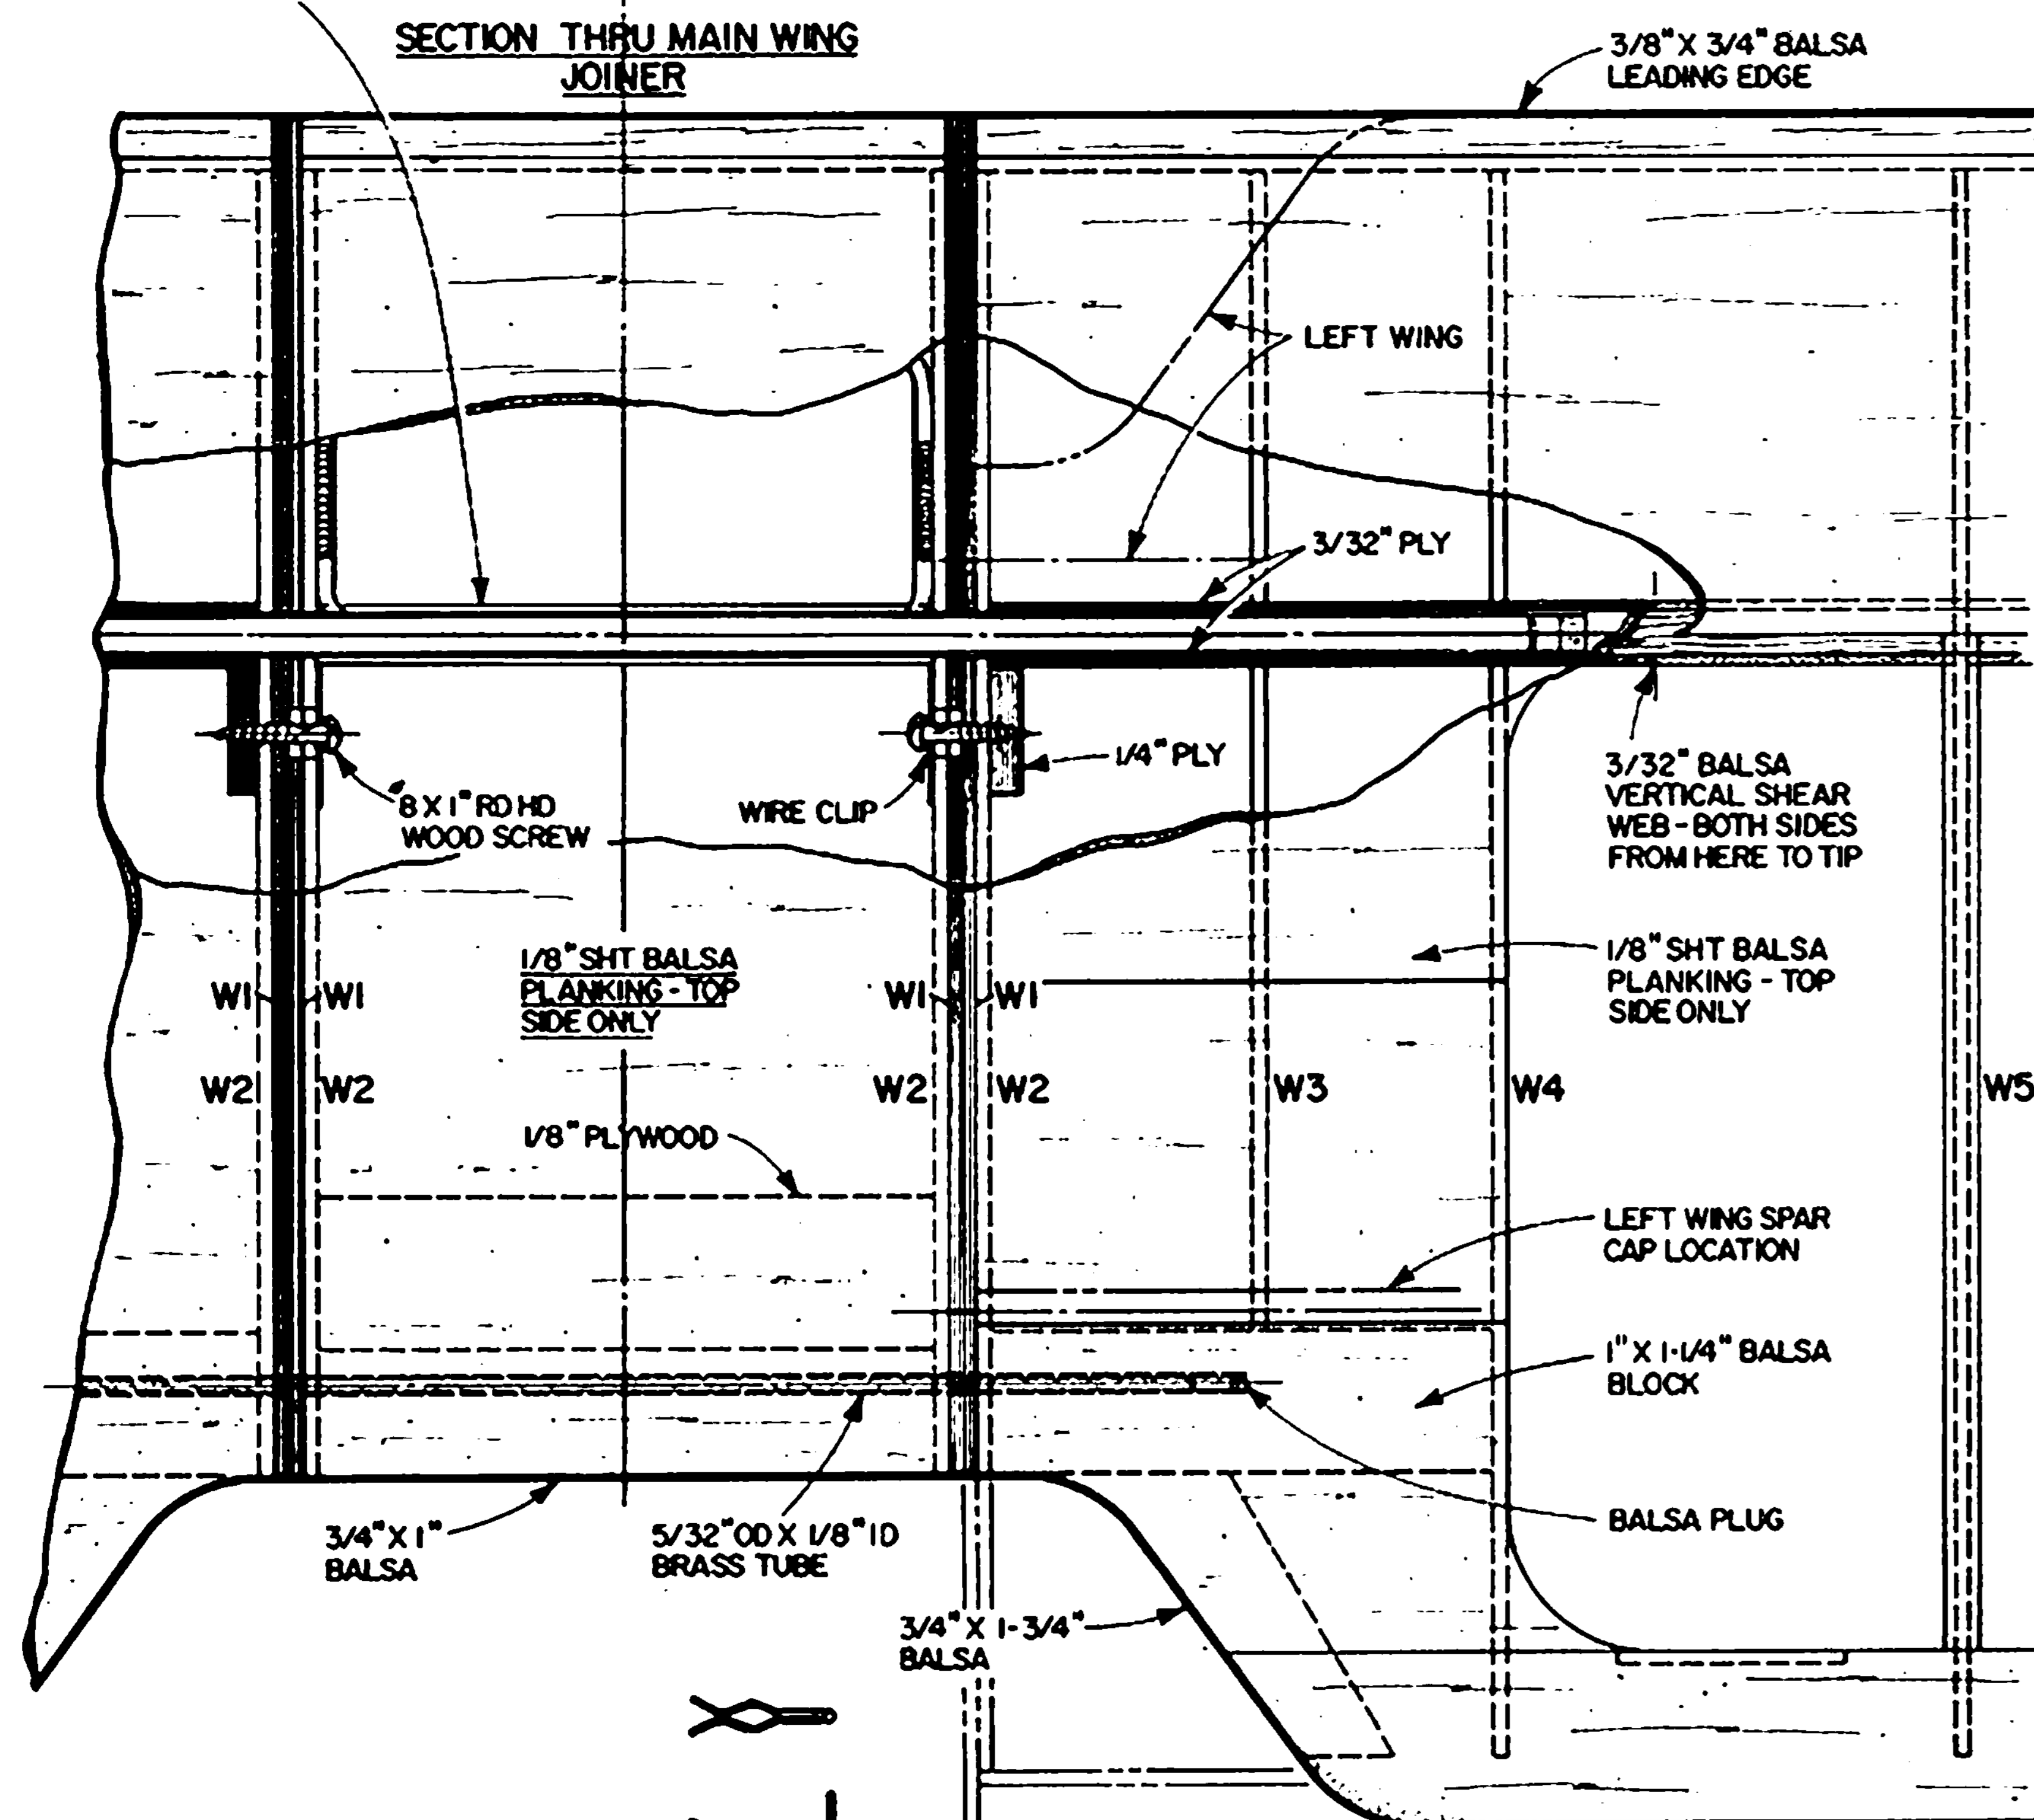 SECTION THRU MAIN WING
JOINER
3/8" X 3/4" BALSA
LEADING EDGE
LEFT WING
3/32" PLY
1/4" PLY
WIRE CLIP
#8 X 1" RD HD
WOOD SCREW
3/32" BALSA
VERTICAL SHEAR
WEB - BOTH SIDES
FROM HERE TO TIP
1/8" SHT BALSA
PLANKING - TOP
SIDE ONLY
1/8" SHT BALSA
PLANKING - TOP
SIDE ONLY
W1 W1 W1 W1
W2 W2 W2 W2 W3 W4 W5
1/8" PLYWOOD
LEFT WING SPAR
CAP LOCATION
1" X 1-1/4" BALSA
BLOCK
BALSA PLUG
3/4" X 1"
BALSA
5/32" OD X 1/8" ID
BRASS TUBE
3/4" X 1-3/4"
BALSA